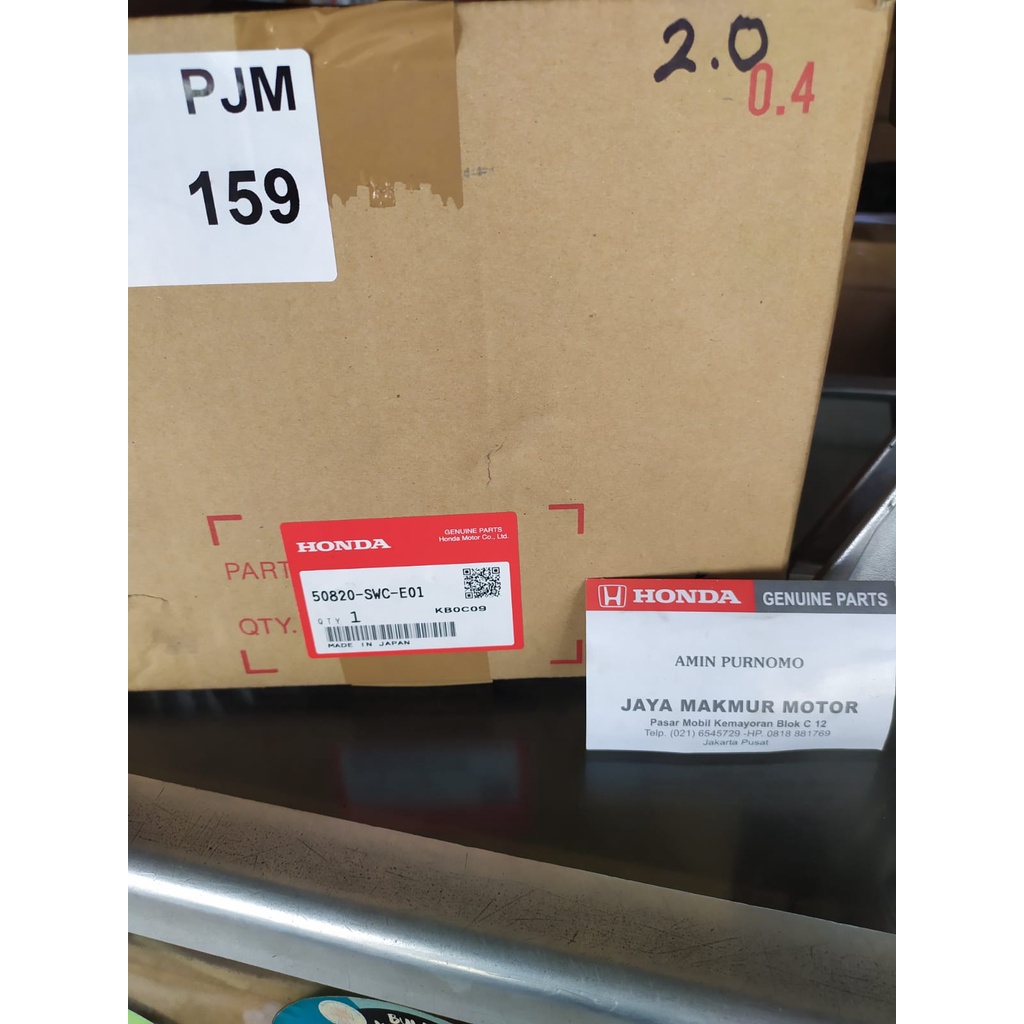 PJM
159
2.0
0.4
PART
QTY.
HONDA
GENUINE PARTS
Honda Motor Co., Ltd.
50820-SWC-E01
KB0C09
QTY 1
MADE IN JAPAN
HONDA GENUINE PARTS
AMIN PURNOMO
JAYA MAKMUR MOTOR
Pasar Mobil Kemayoran Blok C 12
Telp. (021) 6545729 -HP. 0818 881769
Jakarta Pusat